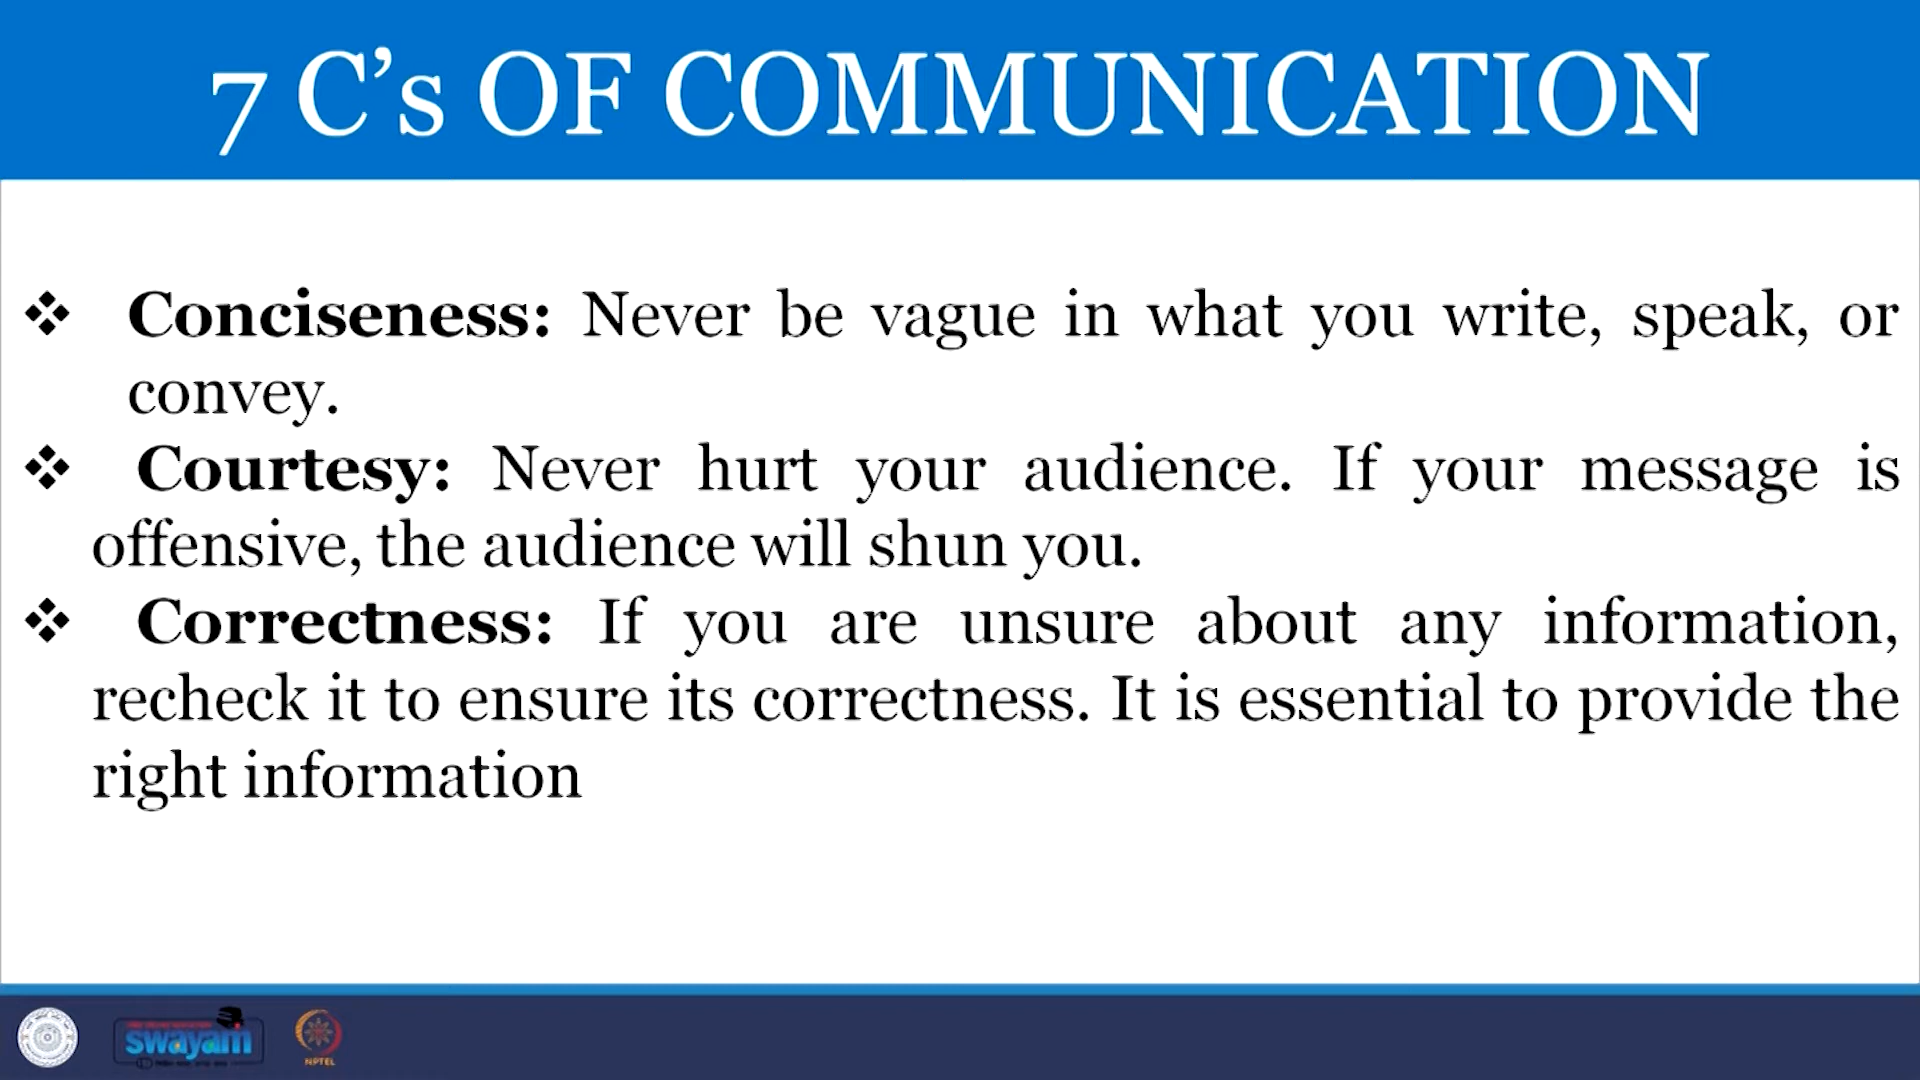 7 C’s OF COMMUNICATION
❖ Conciseness: Never be vague in what you write, speak, or
convey.
❖ Courtesy: Never hurt your audience. If your message is
offensive, the audience will shun you.
❖ Correctness: If you are unsure about any information,
recheck it to ensure its correctness. It is essential to provide the
right information
swayam
NPTEL